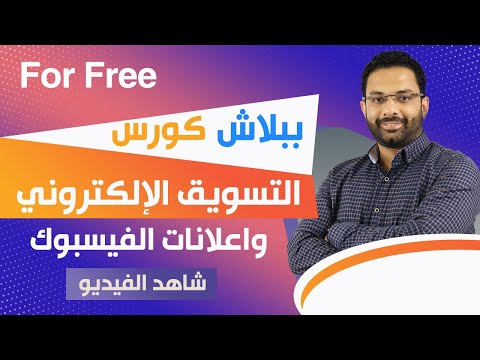 For Free
ببلاش كورس
التسويق الإلكتروني
واعلانات الفيسبوك
شاهد الفيديو